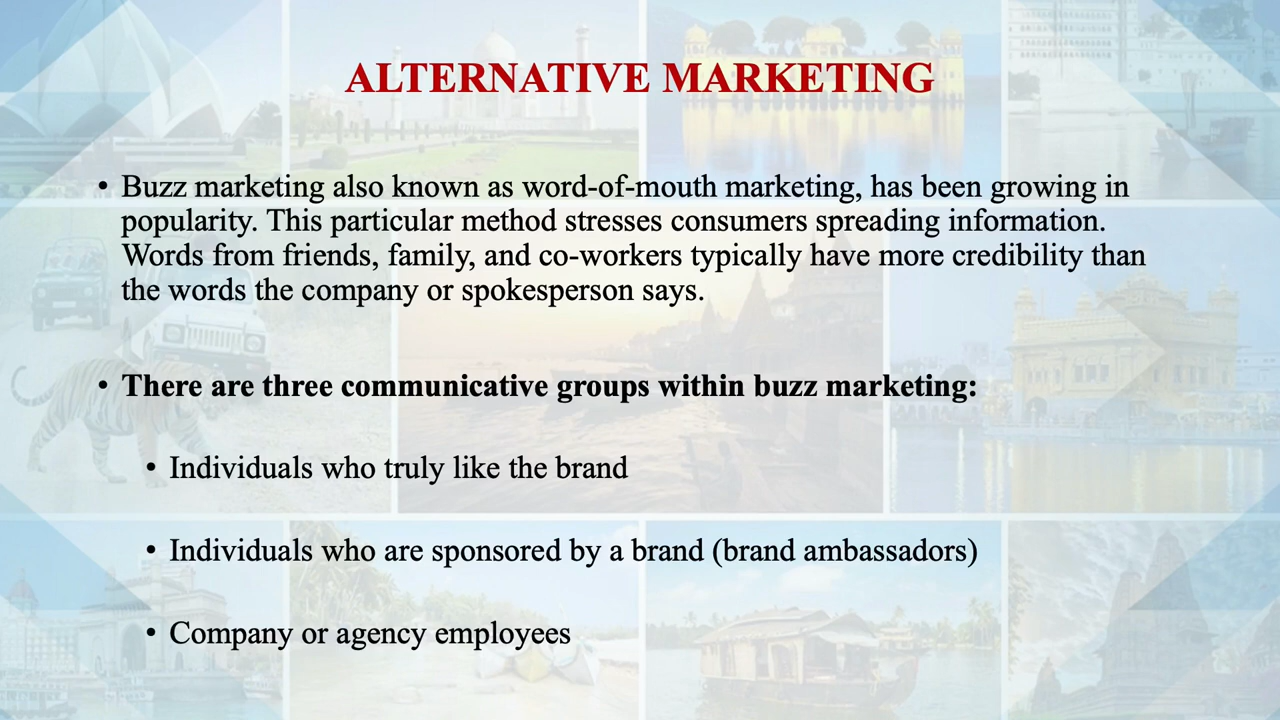 ALTERNATIVE MARKETING
• Buzz marketing also known as word-of-mouth marketing, has been growing in
popularity. This particular method stresses consumers spreading information.
Words from friends, family, and co-workers typically have more credibility than
the words the company or spokesperson says.
• There are three communicative groups within buzz marketing:
• Individuals who truly like the brand
• Individuals who are sponsored by a brand (brand ambassadors)
• Company or agency employees